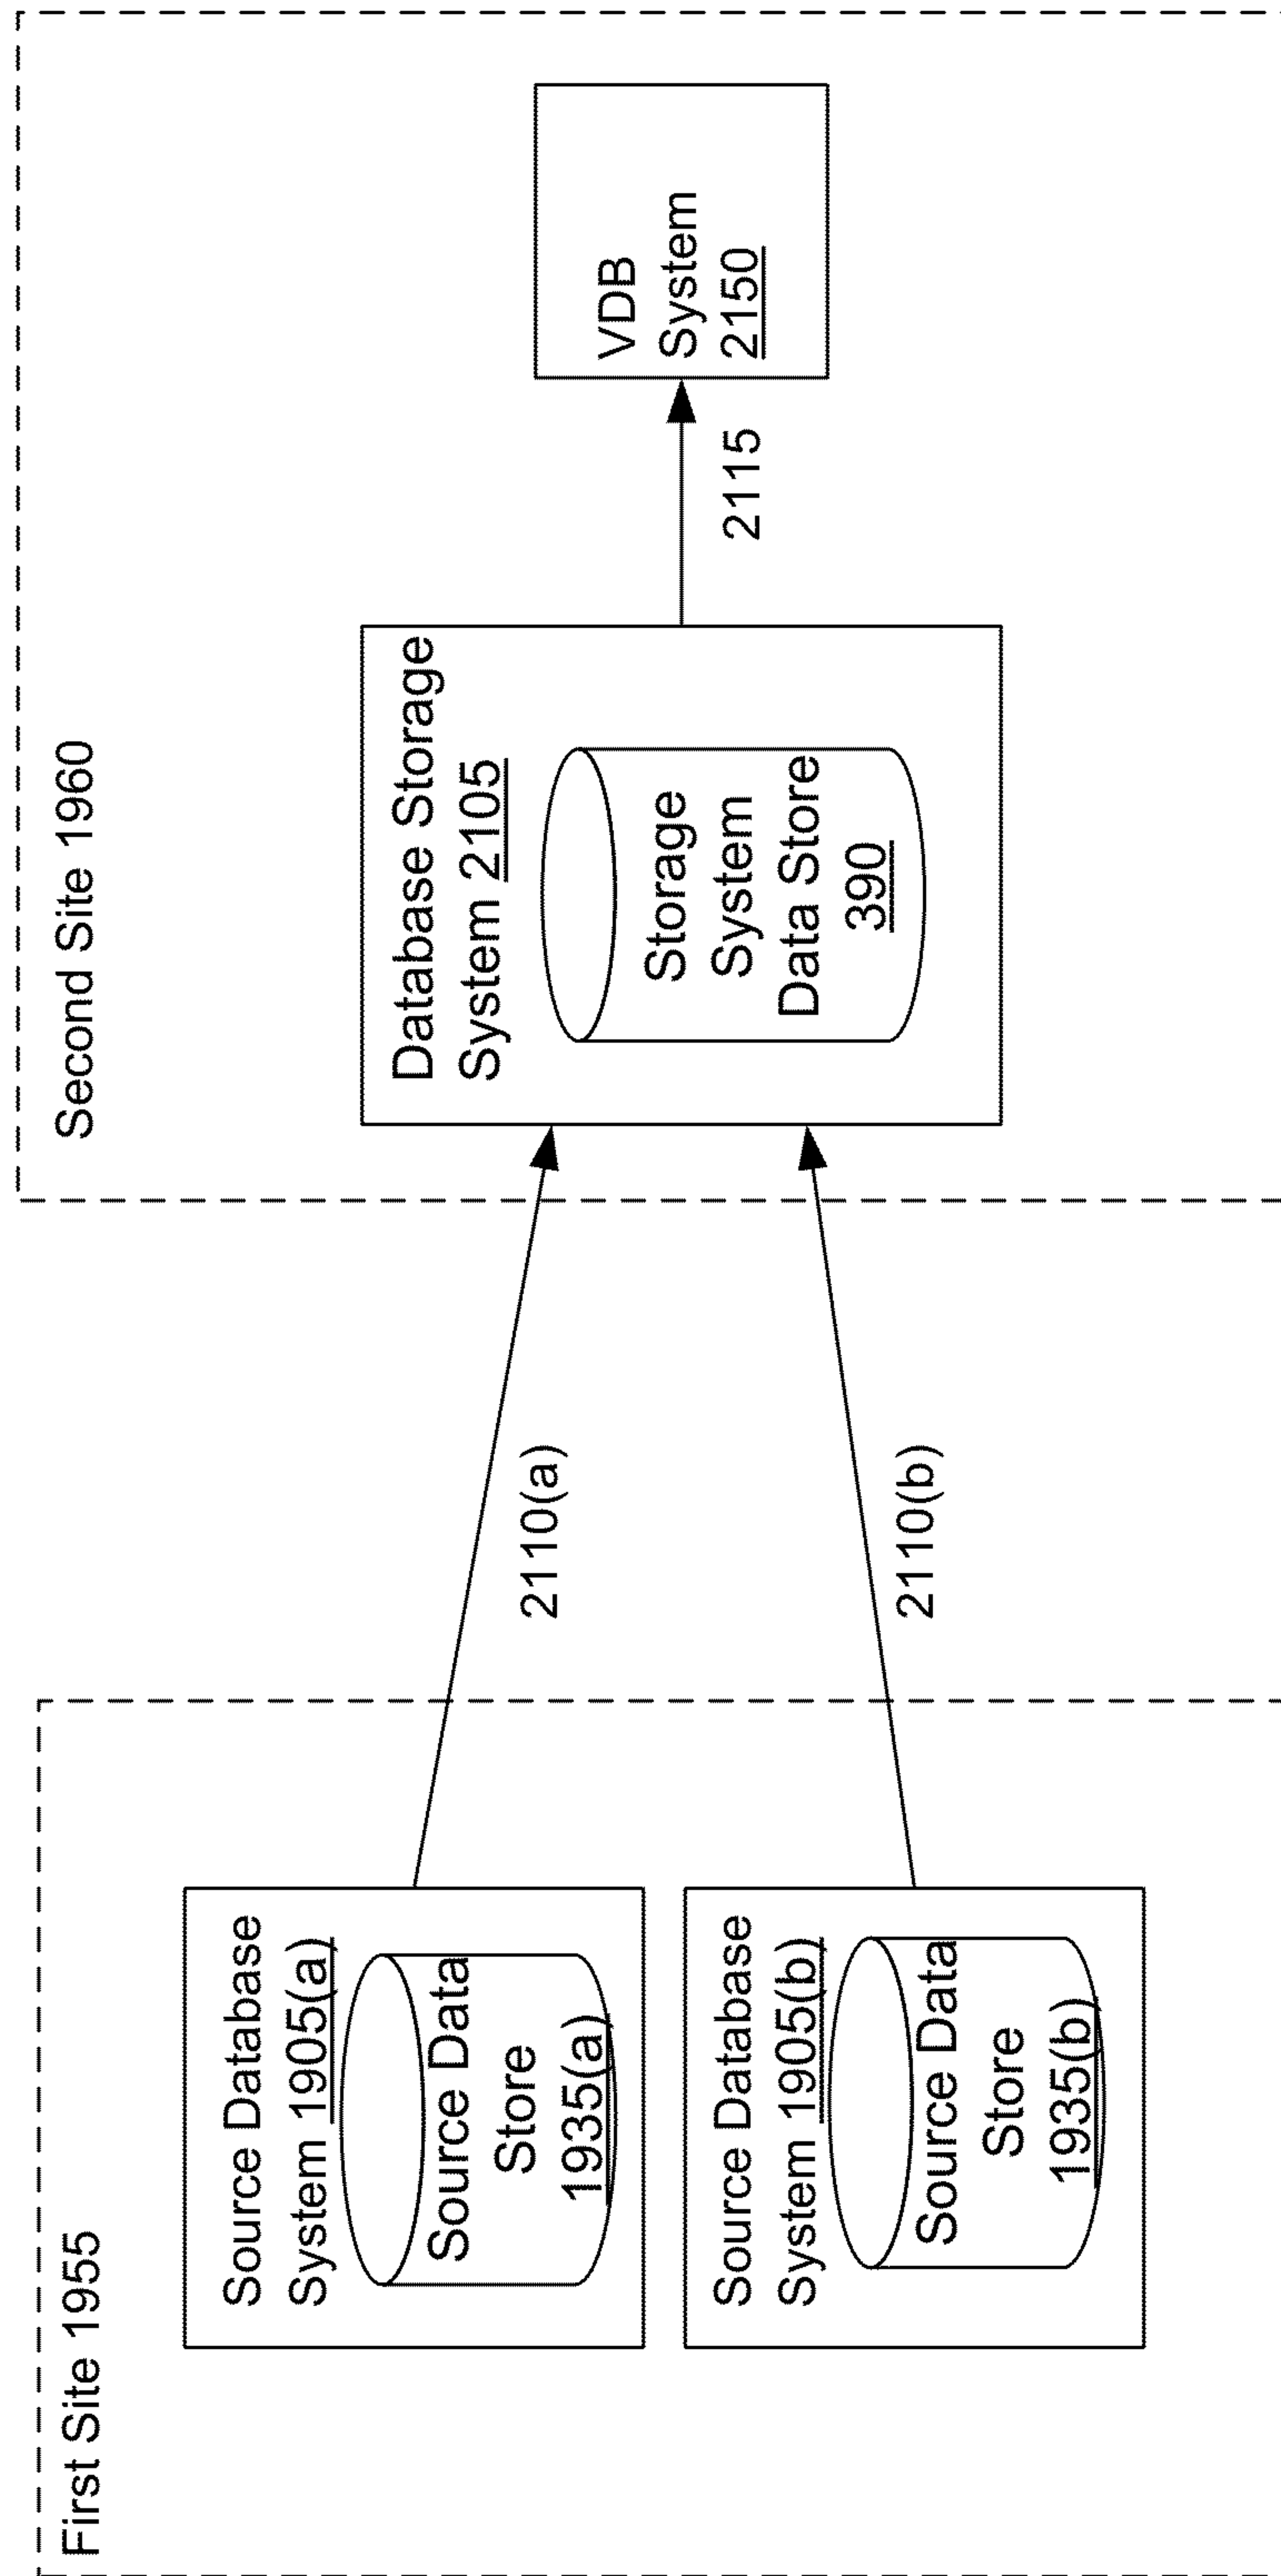 First Site 1955
Source Database
System 1905(a)
Source Data
Store
1935(a)
Source Database
System 1905(b)
Source Data
Store
1935(b)
2110(a)
2110(b)
Second Site 1960
Database Storage
System 2105
Storage
System
Data Store
390
2115
VDB
System
2150